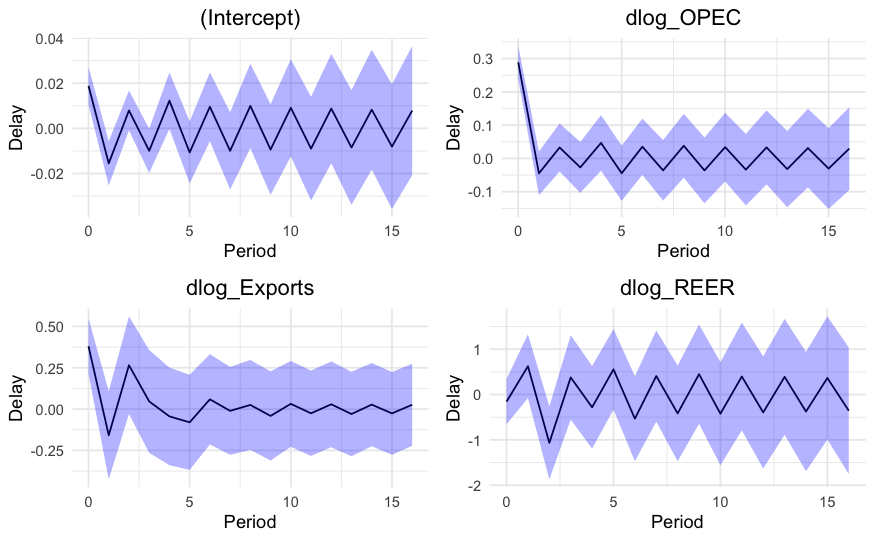 (Intercept)
Delay
0.04
0.02
0.00
-0.02
0
5
10
15
Period
dlog_OPEC
Delay
0.3
0.2
0.1
0.0
-0.1
0
5
10
15
Period
dlog_Exports
Delay
0.50
0.25
0.00
-0.25
0
5
10
15
Period
dlog_REER
Delay
1
0
-1
-2
0
5
10
15
Period